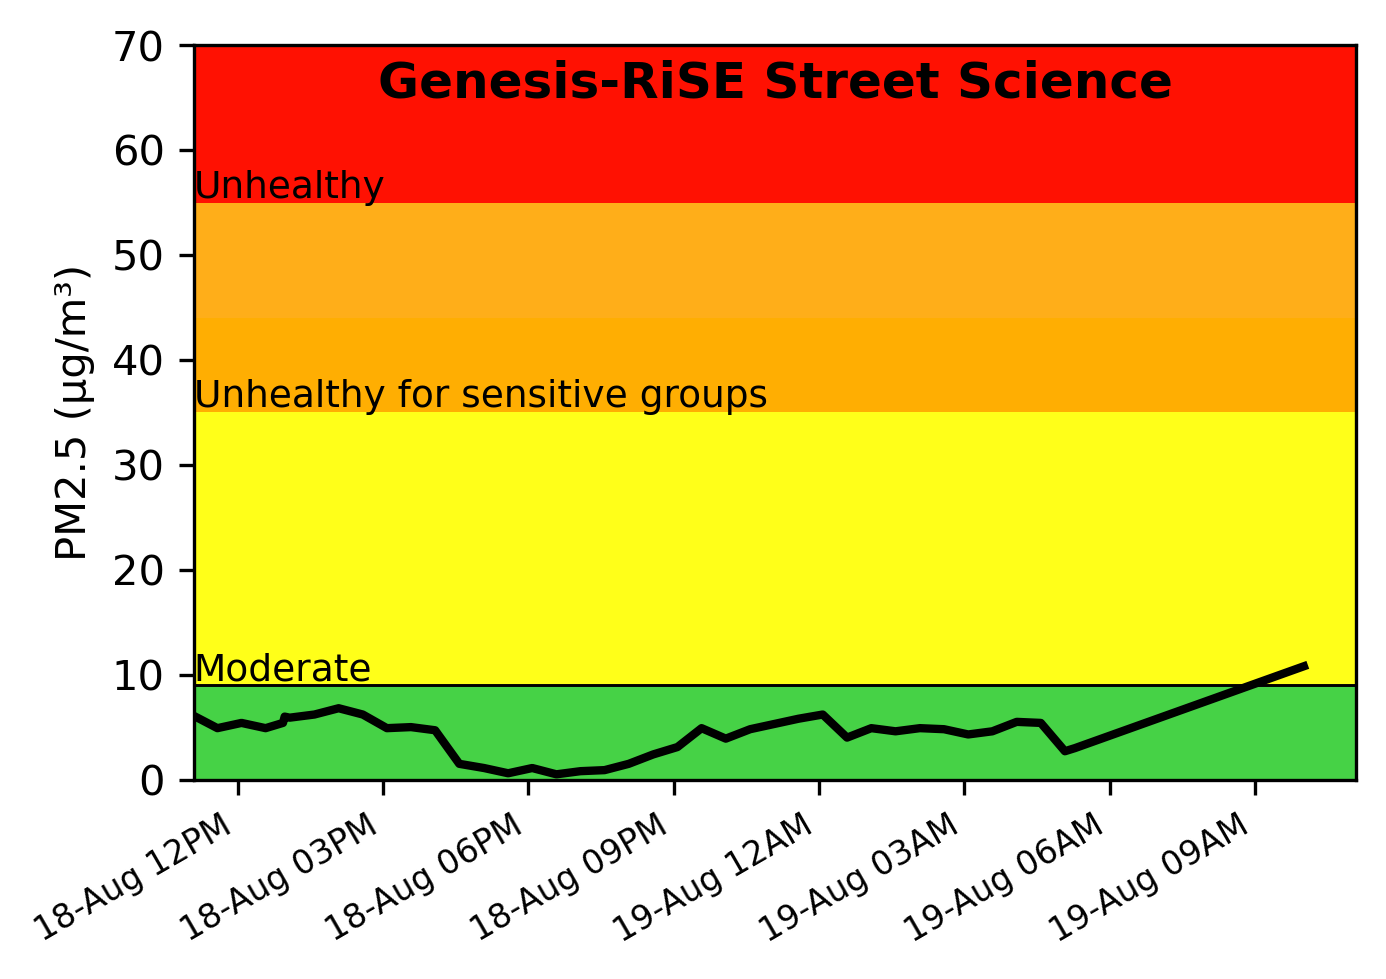 Genesis-RiSE Street Science
PM2.5 (μg/m³)
70
60
Unhealthy
50
40
Unhealthy for sensitive groups
30
20
10
Moderate
0
18-Aug 12PM
18-Aug 03PM
18-Aug 06PM
18-Aug 09PM
19-Aug 12AM
19-Aug 03AM
19-Aug 06AM
19-Aug 09AM